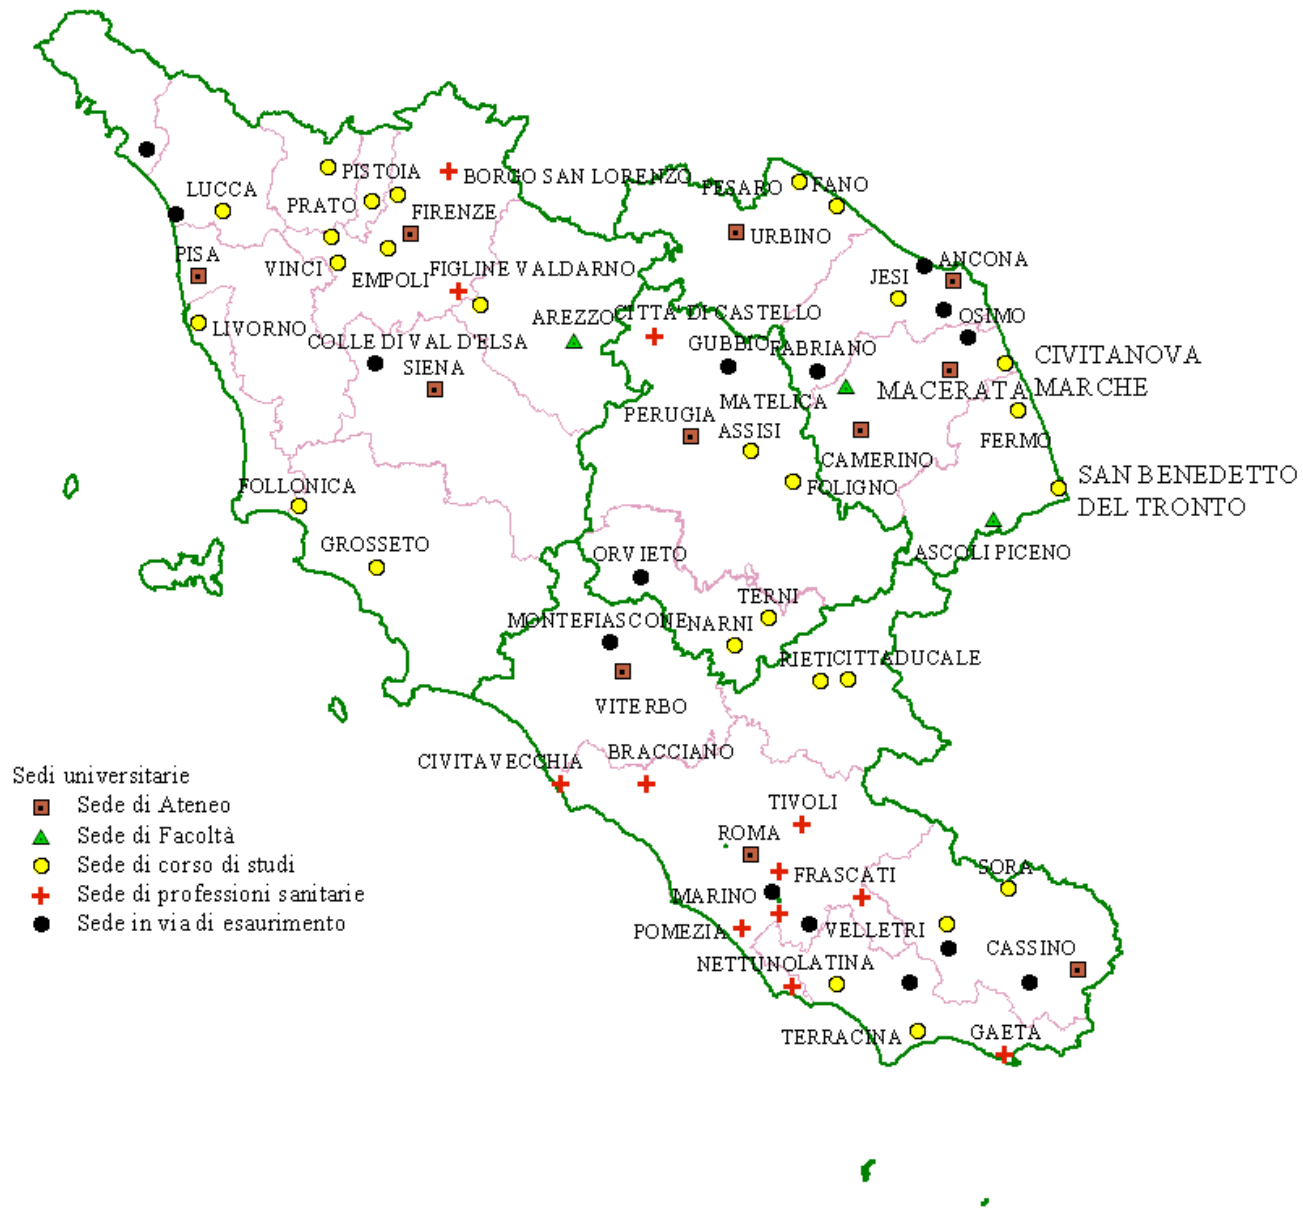 PISTOIA
BORGO SAN LORENZO
PESARO
FANO
LUCCA
PRATO
FIRENZE
URBINO
PISA
VINCI
EMPOLI
FIGLINE VALDARNO
JESI
ANCONA
LIVORNO
AREZZO
CITTA' DI CASTELLO
OSIMO
COLLE DI VAL D'ELSA
GUBBIO
FABRIANO
CIVITANOVA
MARCHE
SIENA
MACERATA
MATELICA
PERUGIA
ASSISI
FERMO
CAMERINO
FOLLONICA
FOLIGNO
SAN BENEDETTO
DEL TRONTO
GROSSETO
ORVIETO
ASCOLI PICENO
TERNI
MONTEFIASCONE
NARNI
RIETI
CITTADUCALE
VITERBO
CIVITAVECCHIA
BRACCIANO
TIVOLI
ROMA
FRASCATI
SORA
MARINO
POMEZIA
VELLETRI
CASSINO
NETTUNO
LATINA
TERRACINA
GAETA
Sedi universitarie
Sede di Ateneo
Sede di Facoltà
Sede di corso di studi
Sede di professioni sanitarie
Sede in via di esaurimento